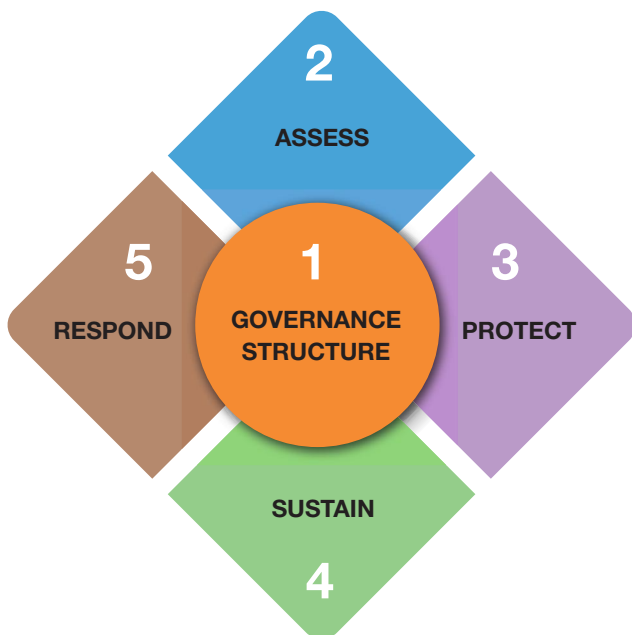 2
ASSESS
5
RESPOND
1
GOVERNANCE
STRUCTURE
3
PROTECT
SUSTAIN
4